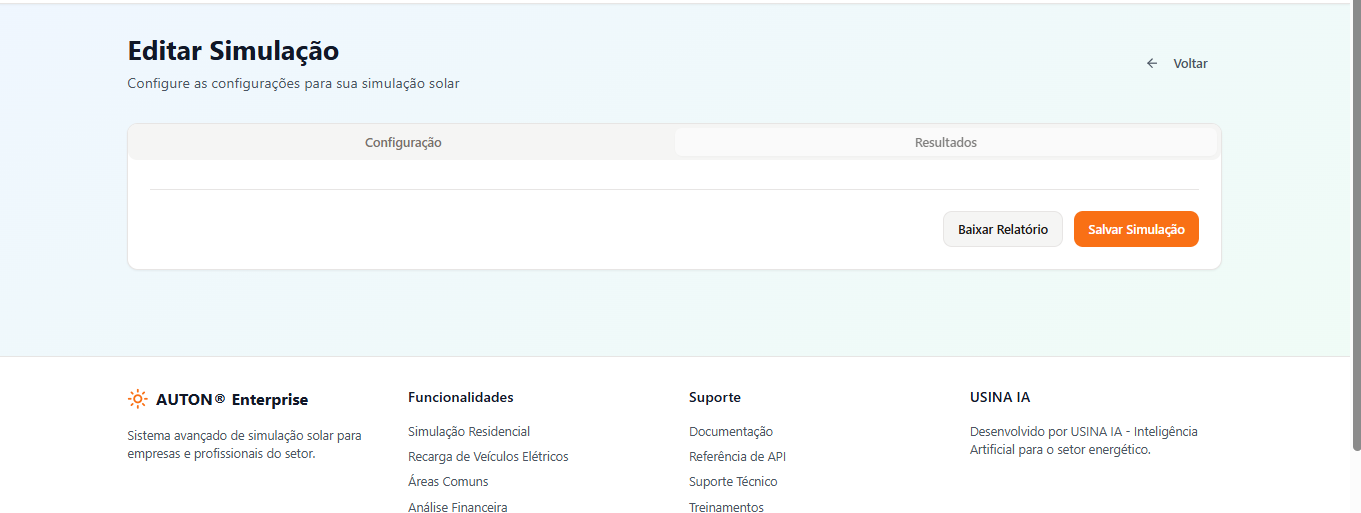 Editar Simulação
Configure as configurações para sua simulação solar
Voltar
Configuração
Resultados
Baixar Relatório
Salvar Simulação
AUTON® Enterprise
Sistema avançado de simulação solar para
empresas e profissionais do setor.
Funcionalidades
Simulação Residencial
Recarga de Veículos Elétricos
Áreas Comuns
Análise Financeira
Suporte
Documentação
Referência de API
Suporte Técnico
Treinamentos
USINA IA
Desenvolvido por USINA IA - Inteligência
Artificial para o setor energético.